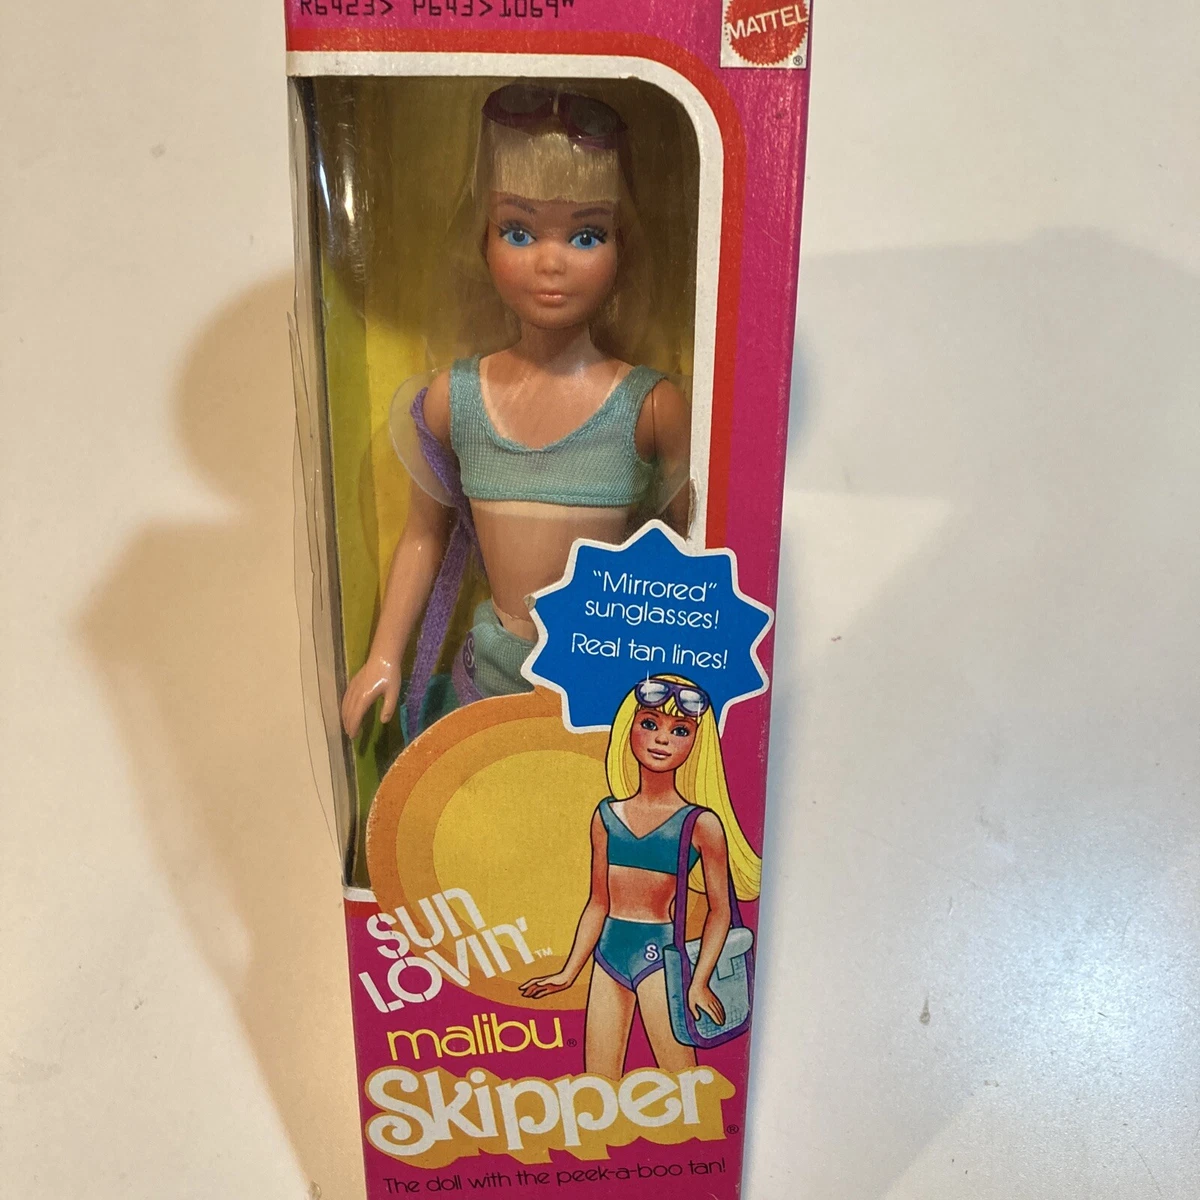 R6423> P643>1069"
MATTEL
®
"Mirrored"
sunglasses!
Real tan lines!
S
S
SUN
LOVIN'™
malibu®
Skipper®
The doll with the peek-a-boo tan!